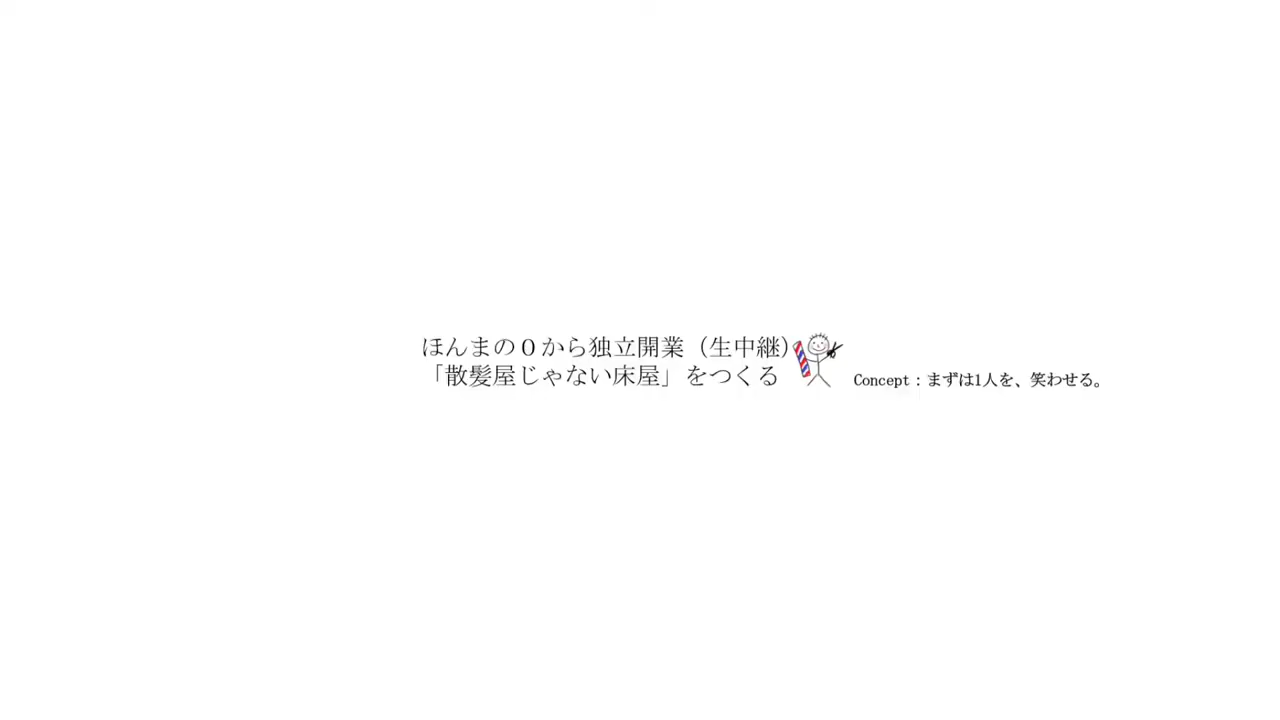 ほんまの０から独立開業（生中継）
「散髪屋じゃない床屋」をつくる
Concept：まずは1人を、笑わせる。